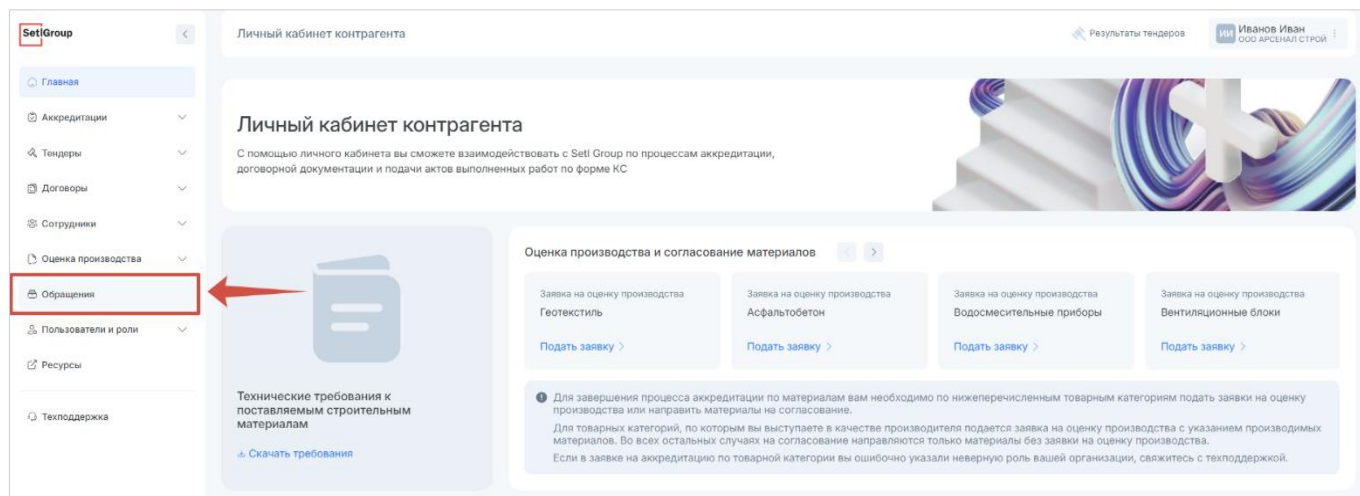 Setl Group
Личный кабинет контрагента
Результаты тендеров
ИИ
Иванов Иван
ООО АРСЕНАЛ СТРОЙ
Главная
Аккредитации
Тендеры
Договоры
Сотрудники
Оценка производства
Обращения
Пользователи и роли
Ресурсы
Техподдержка
Личный кабинет контрагента
С помощью личного кабинета вы сможете взаимодействовать с Setl Group по процессам аккредитации,
договорной документации и подачи актов выполненных работ по форме КС
Технические требования к
поставляемым строительным
материалам
Скачать требования
Оценка производства и согласование материалов
Заявка на оценку производства
Геотекстиль
Подать заявку
Заявка на оценку производства
Асфальтобетон
Подать заявку
Заявка на оценку производства
Водосмесительные приборы
Подать заявку
Заявка на оценку производства
Вентиляционные блоки
Подать заявку
Для завершения процесса аккредитации по материалам вам необходимо по нижеперечисленным товарным категориям подать заявки на оценку
производства или направить материалы на согласование.
Для товарных категорий, по которым вы выступаете в качестве производителя подается заявка на оценку производства с указанием производимых
материалов. Во всех остальных случаях на согласование направляются только материалы без заявки на оценку производства.
Если в заявке на аккредитацию по товарной категории вы ошибочно указали неверную роль вашей организации, свяжитесь с техподдержкой.